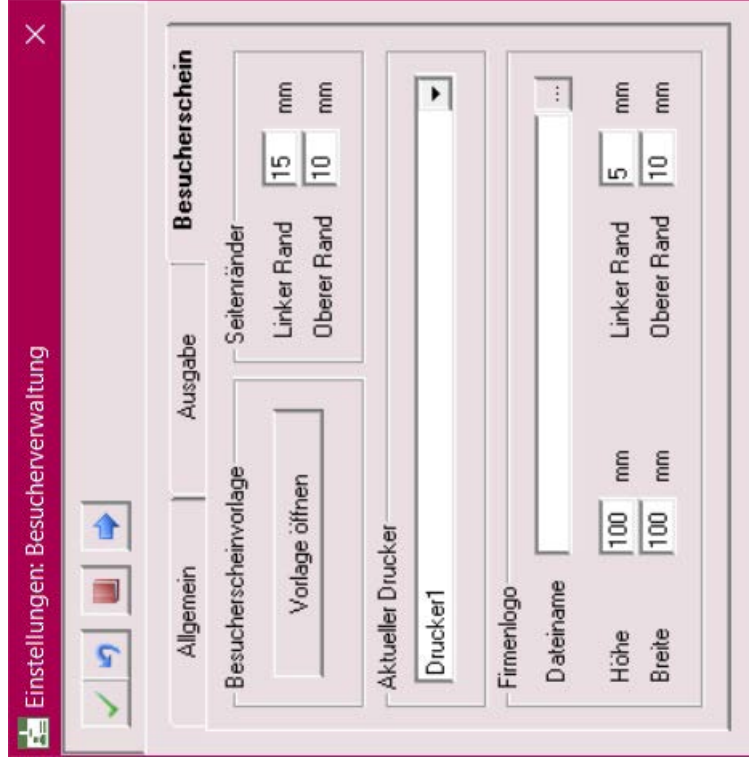 Einstellungen: Besucherverwaltung
Allgemein Ausgabe Besucherschein
Besucherscheinvorlage
Vorlage öffnen
Seitenränder
Linker Rand 15 mm
Oberer Rand 10 mm
Aktueller Drucker
Drucker1
Firmenlogo
Dateiname ...
Höhe 100 mm Linker Rand 5 mm
Breite 100 mm Oberer Rand 10 mm